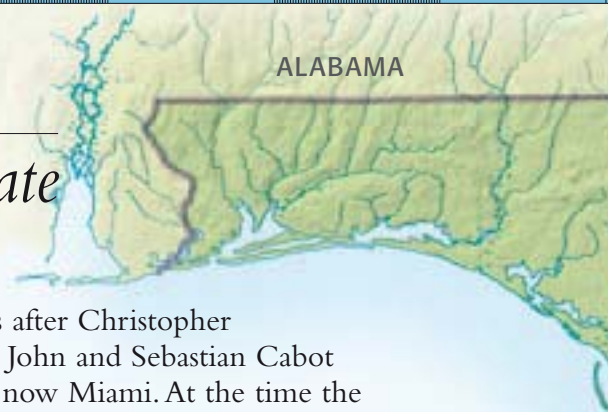 ALABAMA
ate
s after Christopher
John and Sebastian Cabot
now Miami. At the time the